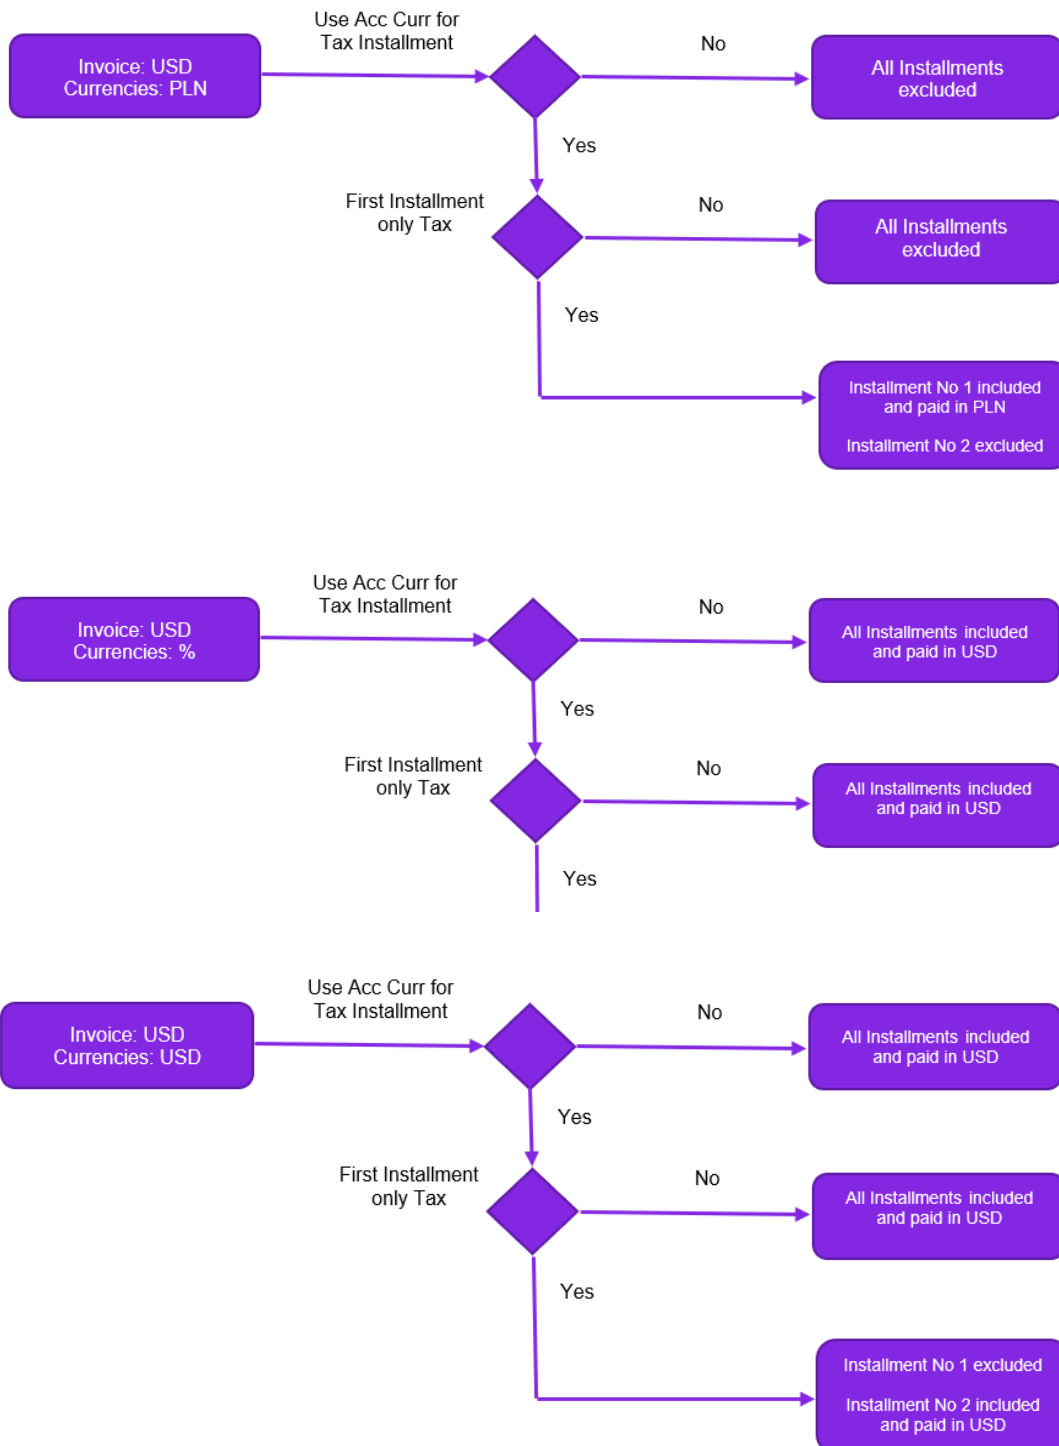 Use Acc Curr for
Tax Installment
No
Invoice: USD
Currencies: PLN
All Installments
excluded
Yes
First Installment
only Tax
No
All Installments
excluded
Yes
Installment No 1 included
and paid in PLN
Installment No 2 excluded
Use Acc Curr for
Tax Installment
No
Invoice: USD
Currencies: %
All Installments included
and paid in USD
Yes
First Installment
only Tax
No
All Installments included
and paid in USD
Yes
Use Acc Curr for
Tax Installment
No
Invoice: USD
Currencies: USD
All Installments included
and paid in USD
Yes
First Installment
only Tax
No
All Installments included
and paid in USD
Yes
Installment No 1 excluded
Installment No 2 included
and paid in USD